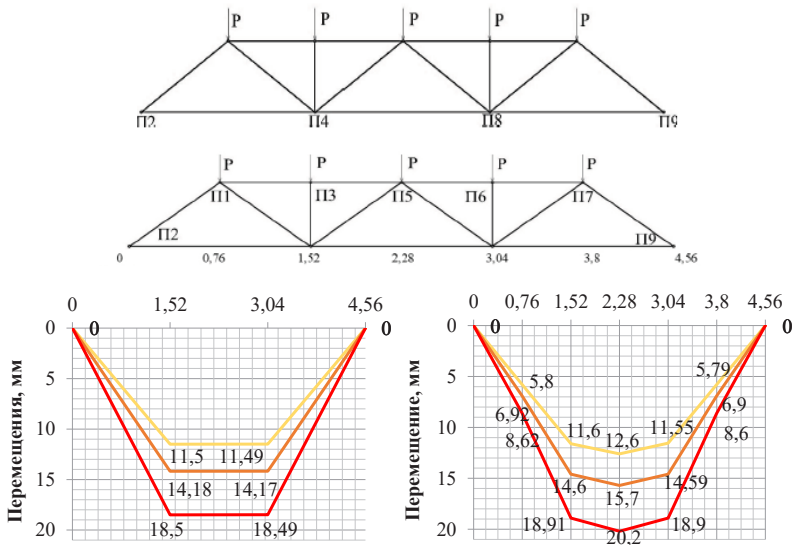 P P P P P
П2 П4 П8 П9
P P P P P
П1 П3 П5 П6 П7
П2 П9
0 0,76 1,52 2,28 3,04 3,8 4,56
0 1,52 3,04 4,56
Перемещения, мм
0 0 0
5
10
11,5 11,49
14,18 14,17
15
18,5 18,49
20
0 0,76 1,52 2,28 3,04 3,8 4,56
Перемещение, мм
0 0 0
5
5,8 5,79
6,92 6,9
8,62 8,6
10
11,6 12,6 11,55
15
14,6 15,7 14,59
18,91 20,2 18,9
20